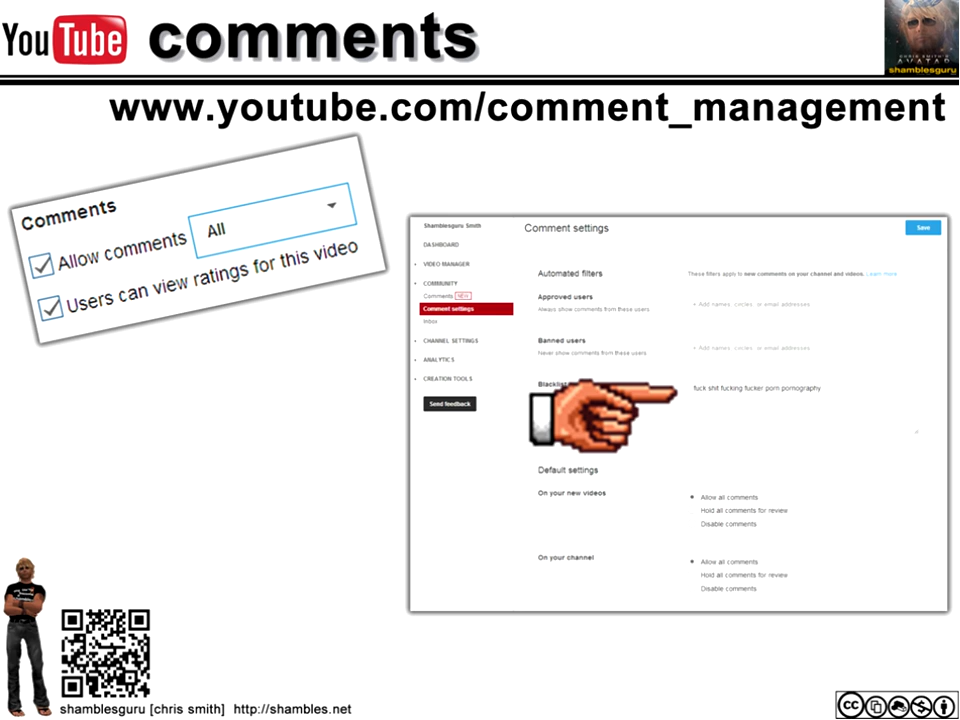 YouTube comments
CHRIS SMITH'S
AVATAR
shamblesguru
www.youtube.com/comment_management
Comments
Allow comments All
Users can view ratings for this video
Shamblesguru Smith
DASHBOARD
VIDEO MANAGER
COMMUNITY
Comments NEW
Comment settings
Inbox
CHANNEL SETTINGS
ANALYTICS
CREATION TOOLS
Send feedback
Comment settings
Save
Automated filters
These filters apply to new comments on your channel and videos. Learn more
Approved users
Always show comments from these users
+ Add names, circles, or email addresses
Banned users
Never show comments from these users
+ Add names, circles, or email addresses
Blacklist
fuck shit fucking fucker porn pornography
Default settings
On your new videos
Allow all comments
Hold all comments for review
Disable comments
On your channel
Allow all comments
Hold all comments for review
Disable comments
shamblesguru [chris smith] http://shambles.net
cc